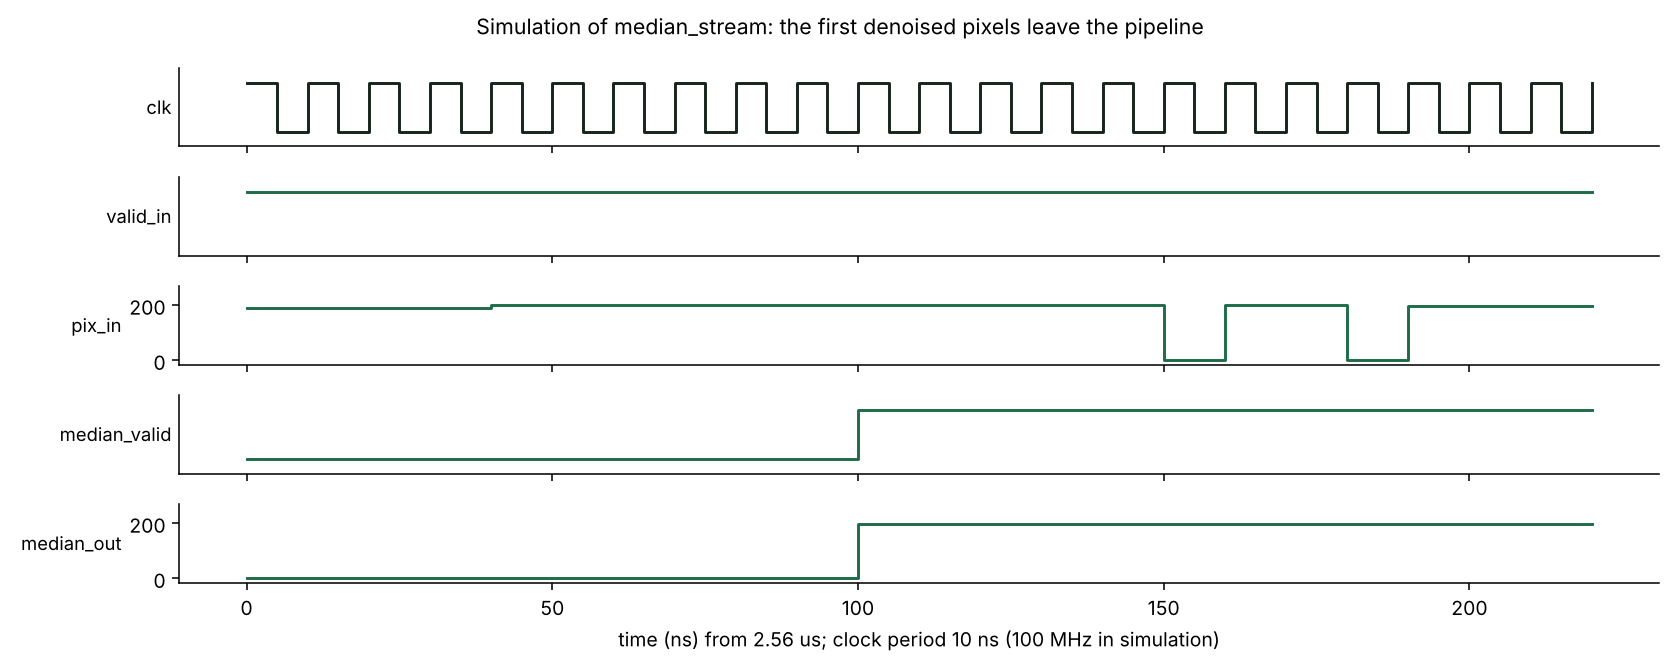 Simulation of median_stream: the first denoised pixels leave the pipeline
clk
valid_in
200
pix_in
0
median_valid
200
median_out
0
0 50 100 150 200
time (ns) from 2.56 us; clock period 10 ns (100 MHz in simulation)